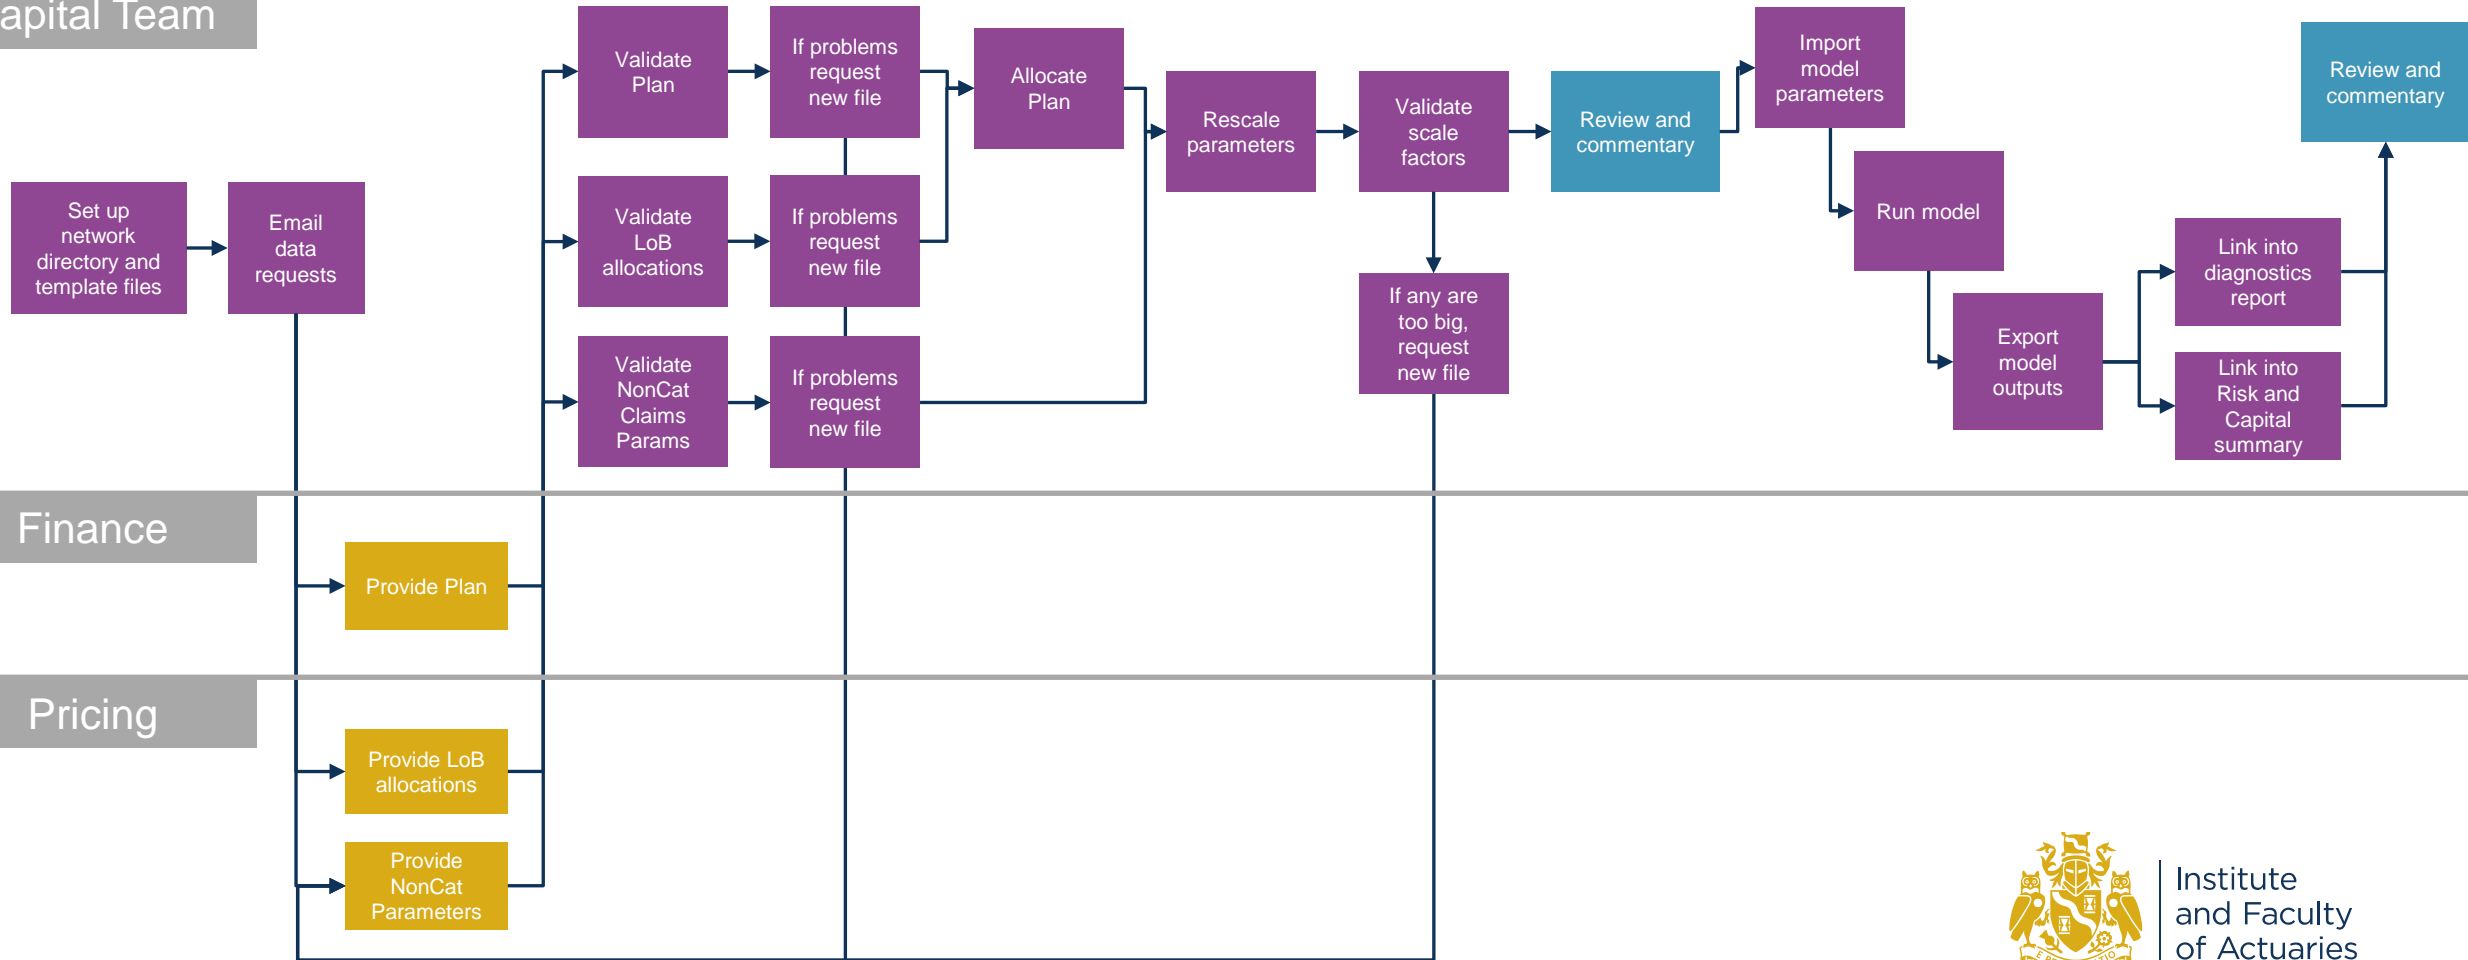 apital Team
Validate
Plan
If problems
request
new file
Allocate
Plan
Rescale
parameters
Validate
scale
factors
Review and
commentary
Import
model
parameters
Review and
commentary
Set up
network
directory and
template files
Email
data
requests
Validate
LoB
allocations
If problems
request
new file
Run model
Link into
diagnostics
report
If any are
too big,
request
new file
Export
model
outputs
Validate
NonCat
Claims
Params
If problems
request
new file
Link into
Risk and
Capital
summary
Finance
Provide Plan
Pricing
Provide LoB
allocations
Provide
NonCat
Parameters
Institute
and Faculty
of Actuaries